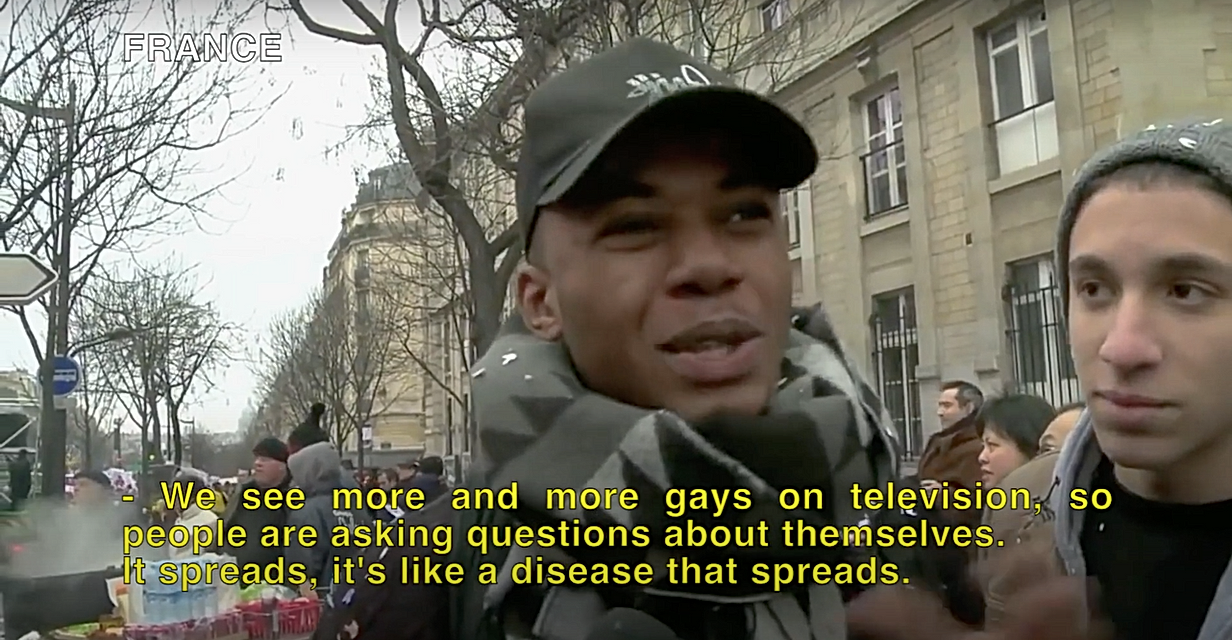 FRANCE
- We see more and more gays on television, so
people are asking questions about themselves.
It spreads, it's like a disease that spreads.